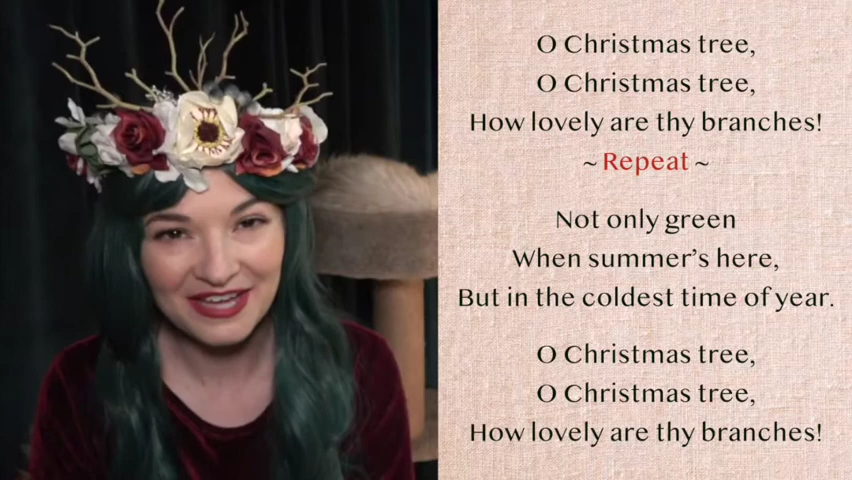 O Christmas tree,
O Christmas tree,
How lovely are thy branches!
~ Repeat ~
Not only green
When summer’s here,
But in the coldest time of year.
O Christmas tree,
O Christmas tree,
How lovely are thy branches!